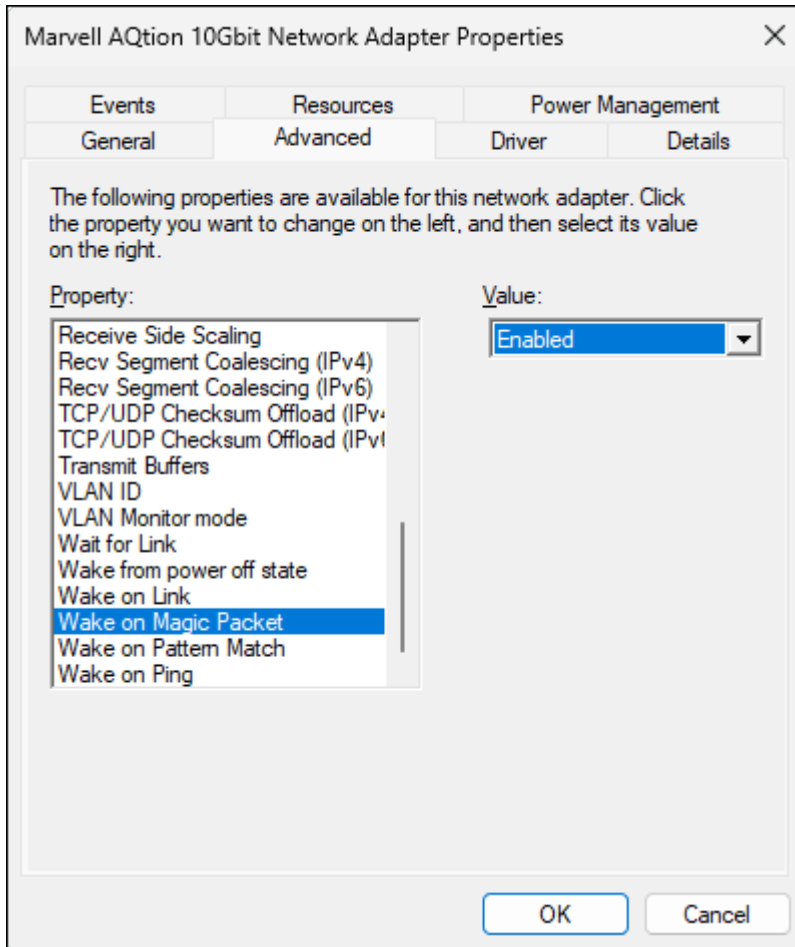 Marvell AQtion 10Gbit Network Adapter Properties
Events Resources Power Management
General Advanced Driver Details
The following properties are available for this network adapter. Click
the property you want to change on the left, and then select its value
on the right.
Property: Value:
Receive Side Scaling Enabled
Recv Segment Coalescing (IPv4)
Recv Segment Coalescing (IPv6)
TCP/UDP Checksum Offload (IPv4
TCP/UDP Checksum Offload (IPv6
Transmit Buffers
VLAN ID
VLAN Monitor mode
Wait for Link
Wake from power off state
Wake on Link
Wake on Magic Packet
Wake on Pattern Match
Wake on Ping
OK Cancel